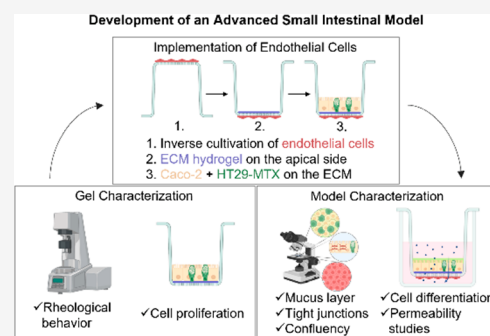 Development of an Advanced Small Intestinal Model
Implementation of Endothelial Cells
1. 2. 3.
1. Inverse cultivation of endothelial cells
2. ECM hydrogel on the apical side
3. Caco-2 + HT29-MTX on the ECM
Gel Characterization
✓Rheological
behavior
✓Cell proliferation
Model Characterization
✓Mucus layer
✓Tight junctions
✓Confluency
✓Cell differentiation
✓Permeability
studies